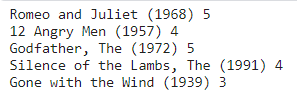 Romeo and Juliet (1968) 5
12 Angry Men (1957) 4
Godfather, The (1972) 5
Silence of the Lambs, The (1991) 4
Gone with the Wind (1939) 3